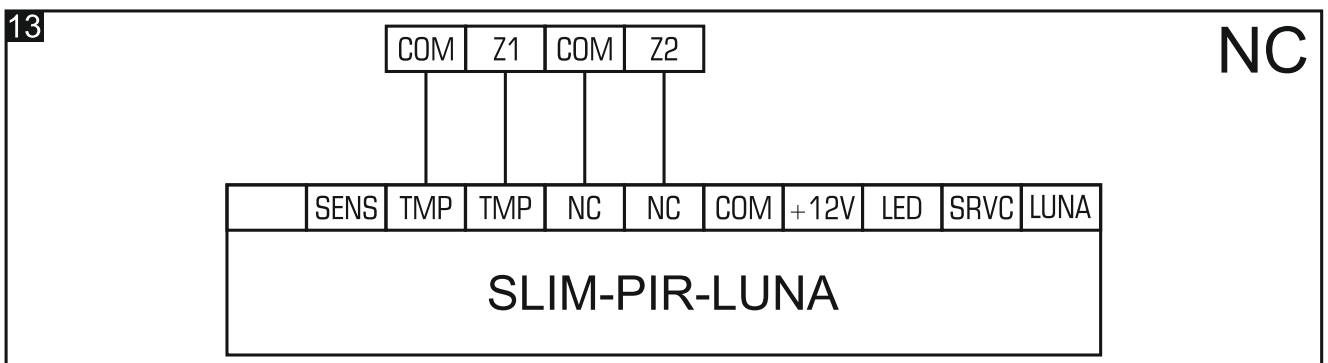 13 NC
COM Z1 COM Z2
SENS TMP TMP NC NC COM +12V LED SRVC LUNA
SLIM-PIR-LUNA